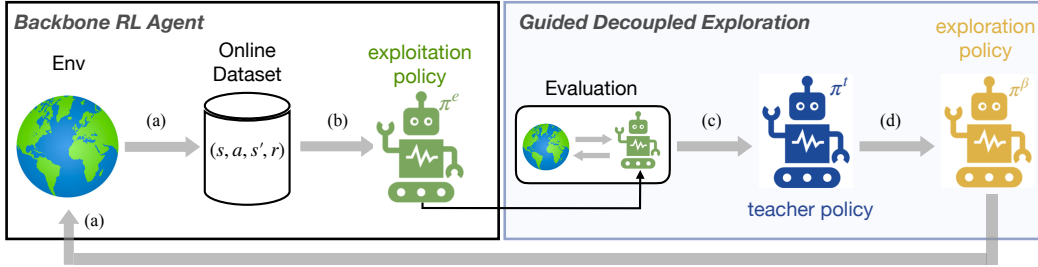 Backbone RL Agent
Guided Decoupled Exploration
Env
Online
Dataset
exploitation
policy
π^e
(a)
(s, a, s′, r)
(b)
(a)
Evaluation
(c)
π^t
teacher policy
(d)
exploration
policy
π^β